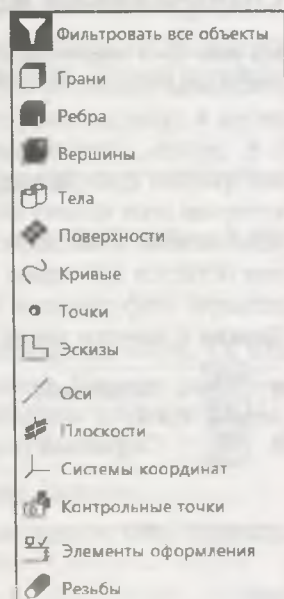 Фильтровать все объекты
Грани
Ребра
Вершины
Тела
Поверхности
Кривые
Точки
Эскизы
Оси
Плоскости
Системы координат
Контрольные точки
Элементы оформления
Резьбы